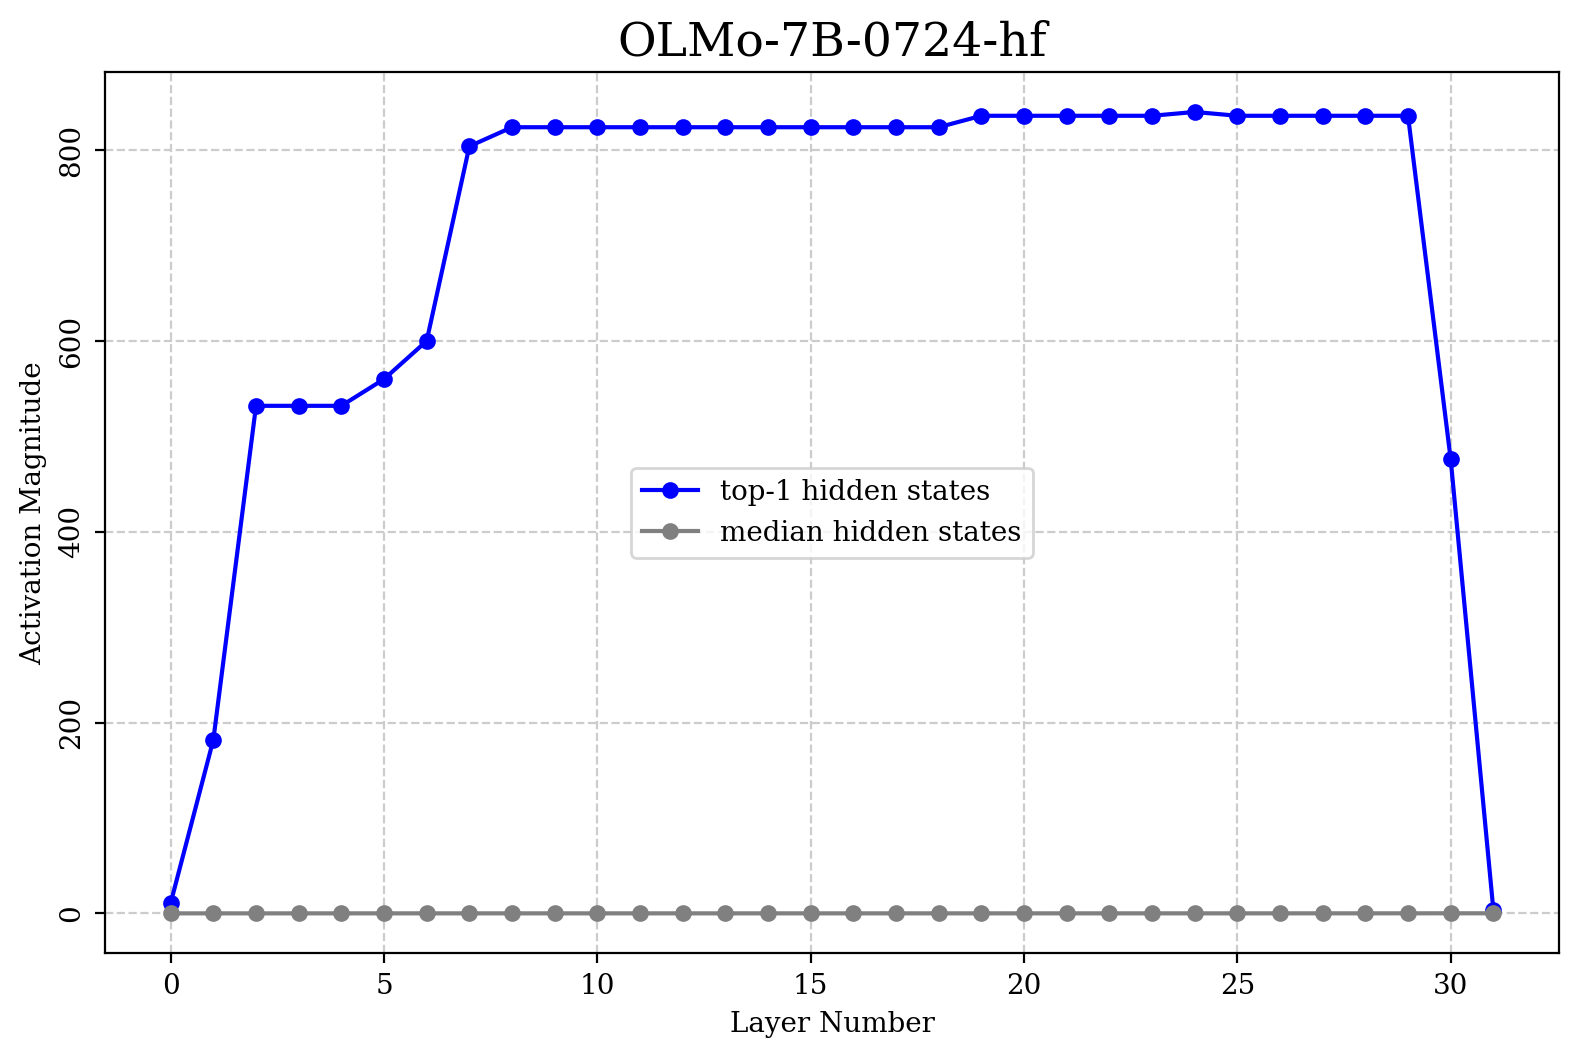 OLMo-7B-0724-hf
Activation Magnitude
800
600
400
200
0
top-1 hidden states
median hidden states
0 5 10 15 20 25 30
Layer Number